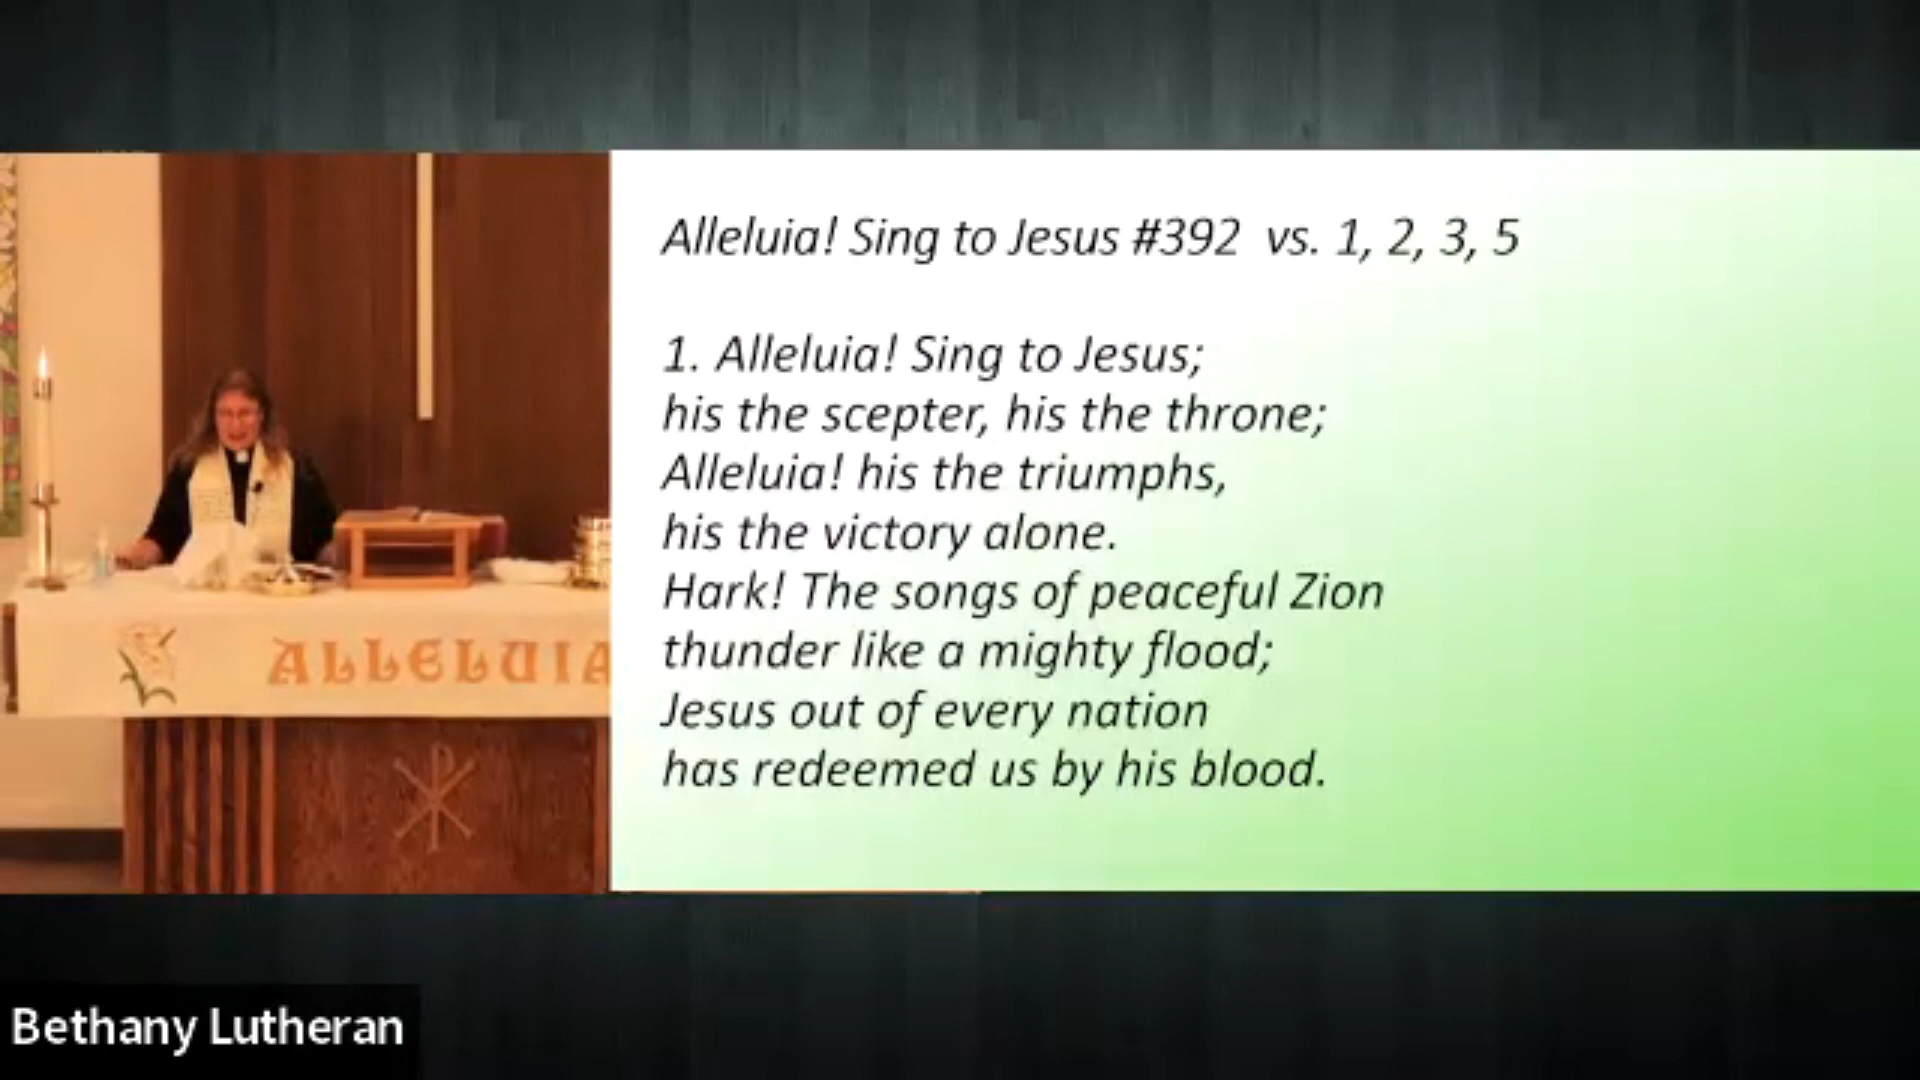 Alleluia! Sing to Jesus #392  vs. 1, 2, 3, 5
1. Alleluia! Sing to Jesus;
his the scepter, his the throne;
Alleluia! his the triumphs,
his the victory alone.
Hark! The songs of peaceful Zion
thunder like a mighty flood;
Jesus out of every nation
has redeemed us by his blood.
ALLELUIA
Bethany Lutheran